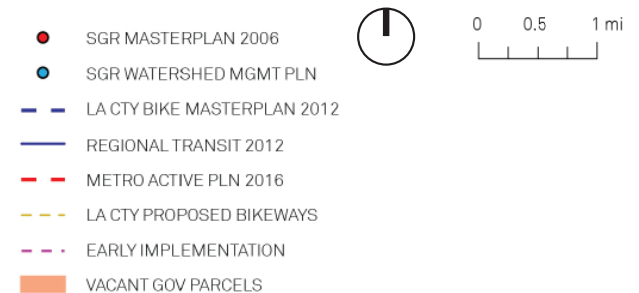 0 0.5 1 mi
SGR MASTERPLAN 2006
SGR WATERSHED MGMT PLN
LA CTY BIKE MASTERPLAN 2012
REGIONAL TRANSIT 2012
METRO ACTIVE PLN 2016
LA CTY PROPOSED BIKEWAYS
EARLY IMPLEMENTATION
VACANT GOV PARCELS